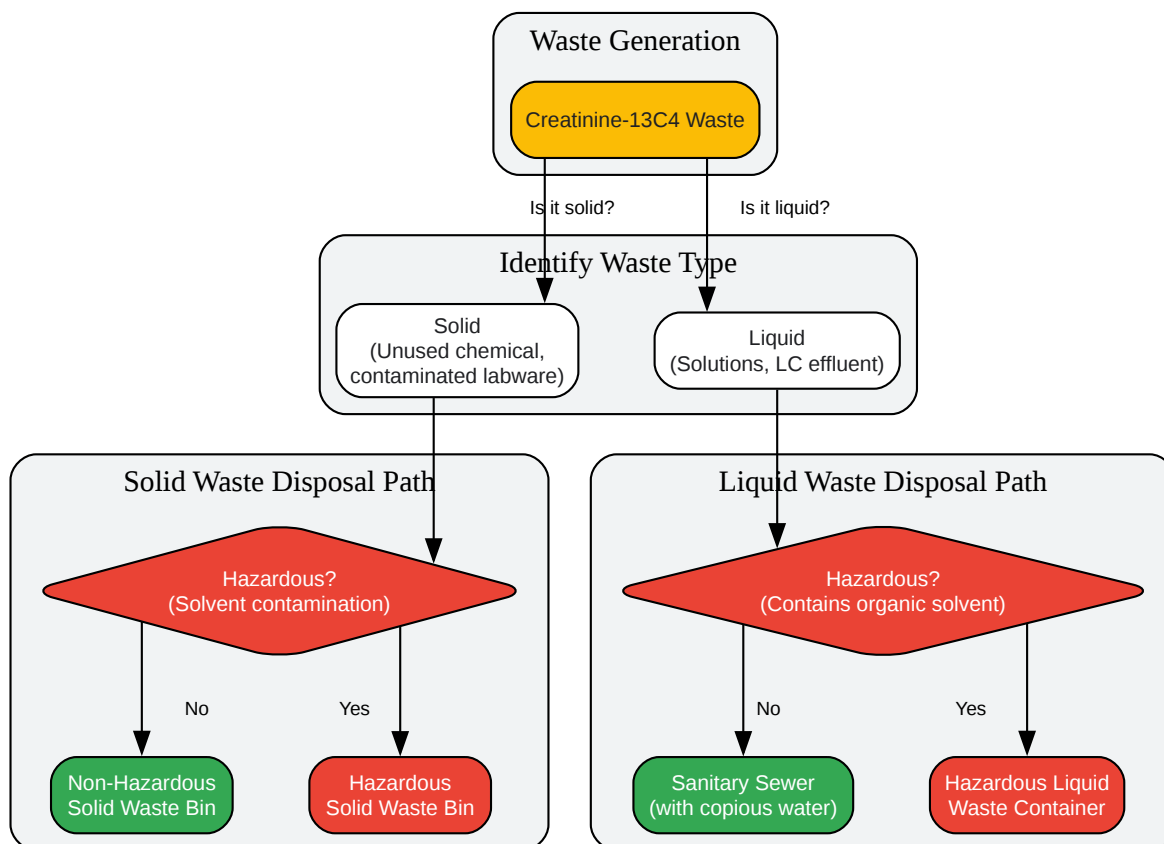 Waste Generation
Creatinine-13C4 Waste
Is it solid?
Is it liquid?
Identify Waste Type
Solid
(Unused chemical,
contaminated labware)
Liquid
(Solutions, LC effluent)
Solid Waste Disposal Path
Hazardous?
(Solvent contamination)
No
Yes
Non-Hazardous
Solid Waste Bin
Hazardous
Solid Waste Bin
Liquid Waste Disposal Path
Hazardous?
(Contains organic solvent)
No
Yes
Sanitary Sewer
(with copious water)
Hazardous Liquid
Waste Container